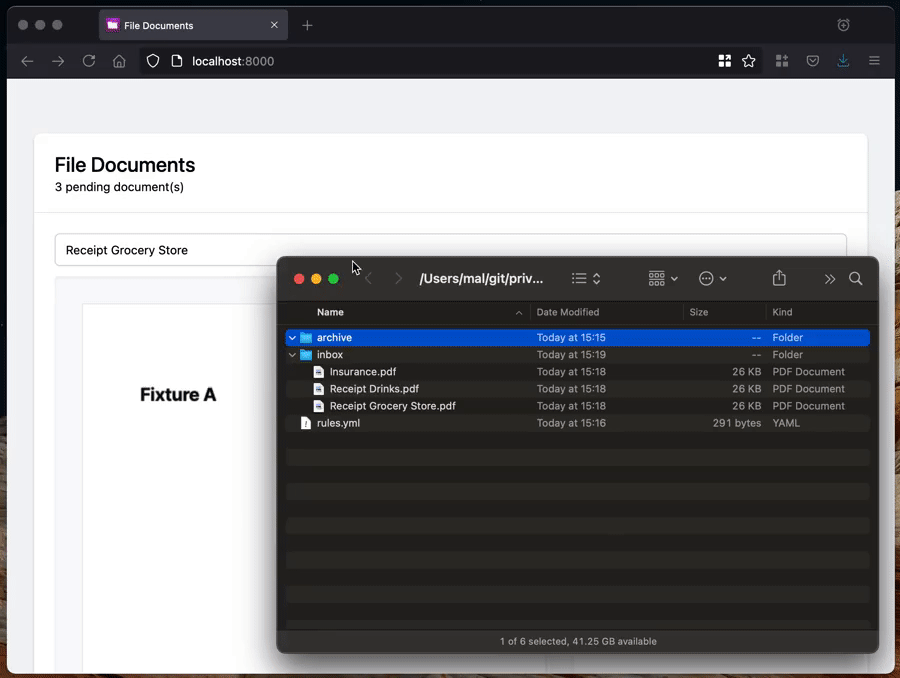 File Documents
localhost:8000
File Documents
3 pending document(s)
Receipt Grocery Store
Fixture A
/Users/mal/git/priv...
Name Date Modified Size Kind
archive Today at 15:15 -- Folder
inbox Today at 15:19 -- Folder
Insurance.pdf Today at 15:18 26 KB PDF Document
Receipt Drinks.pdf Today at 15:18 26 KB PDF Document
Receipt Grocery Store.pdf Today at 15:18 26 KB PDF Document
rules.yml Today at 15:16 291 bytes YAML
1 of 6 selected, 41.25 GB available